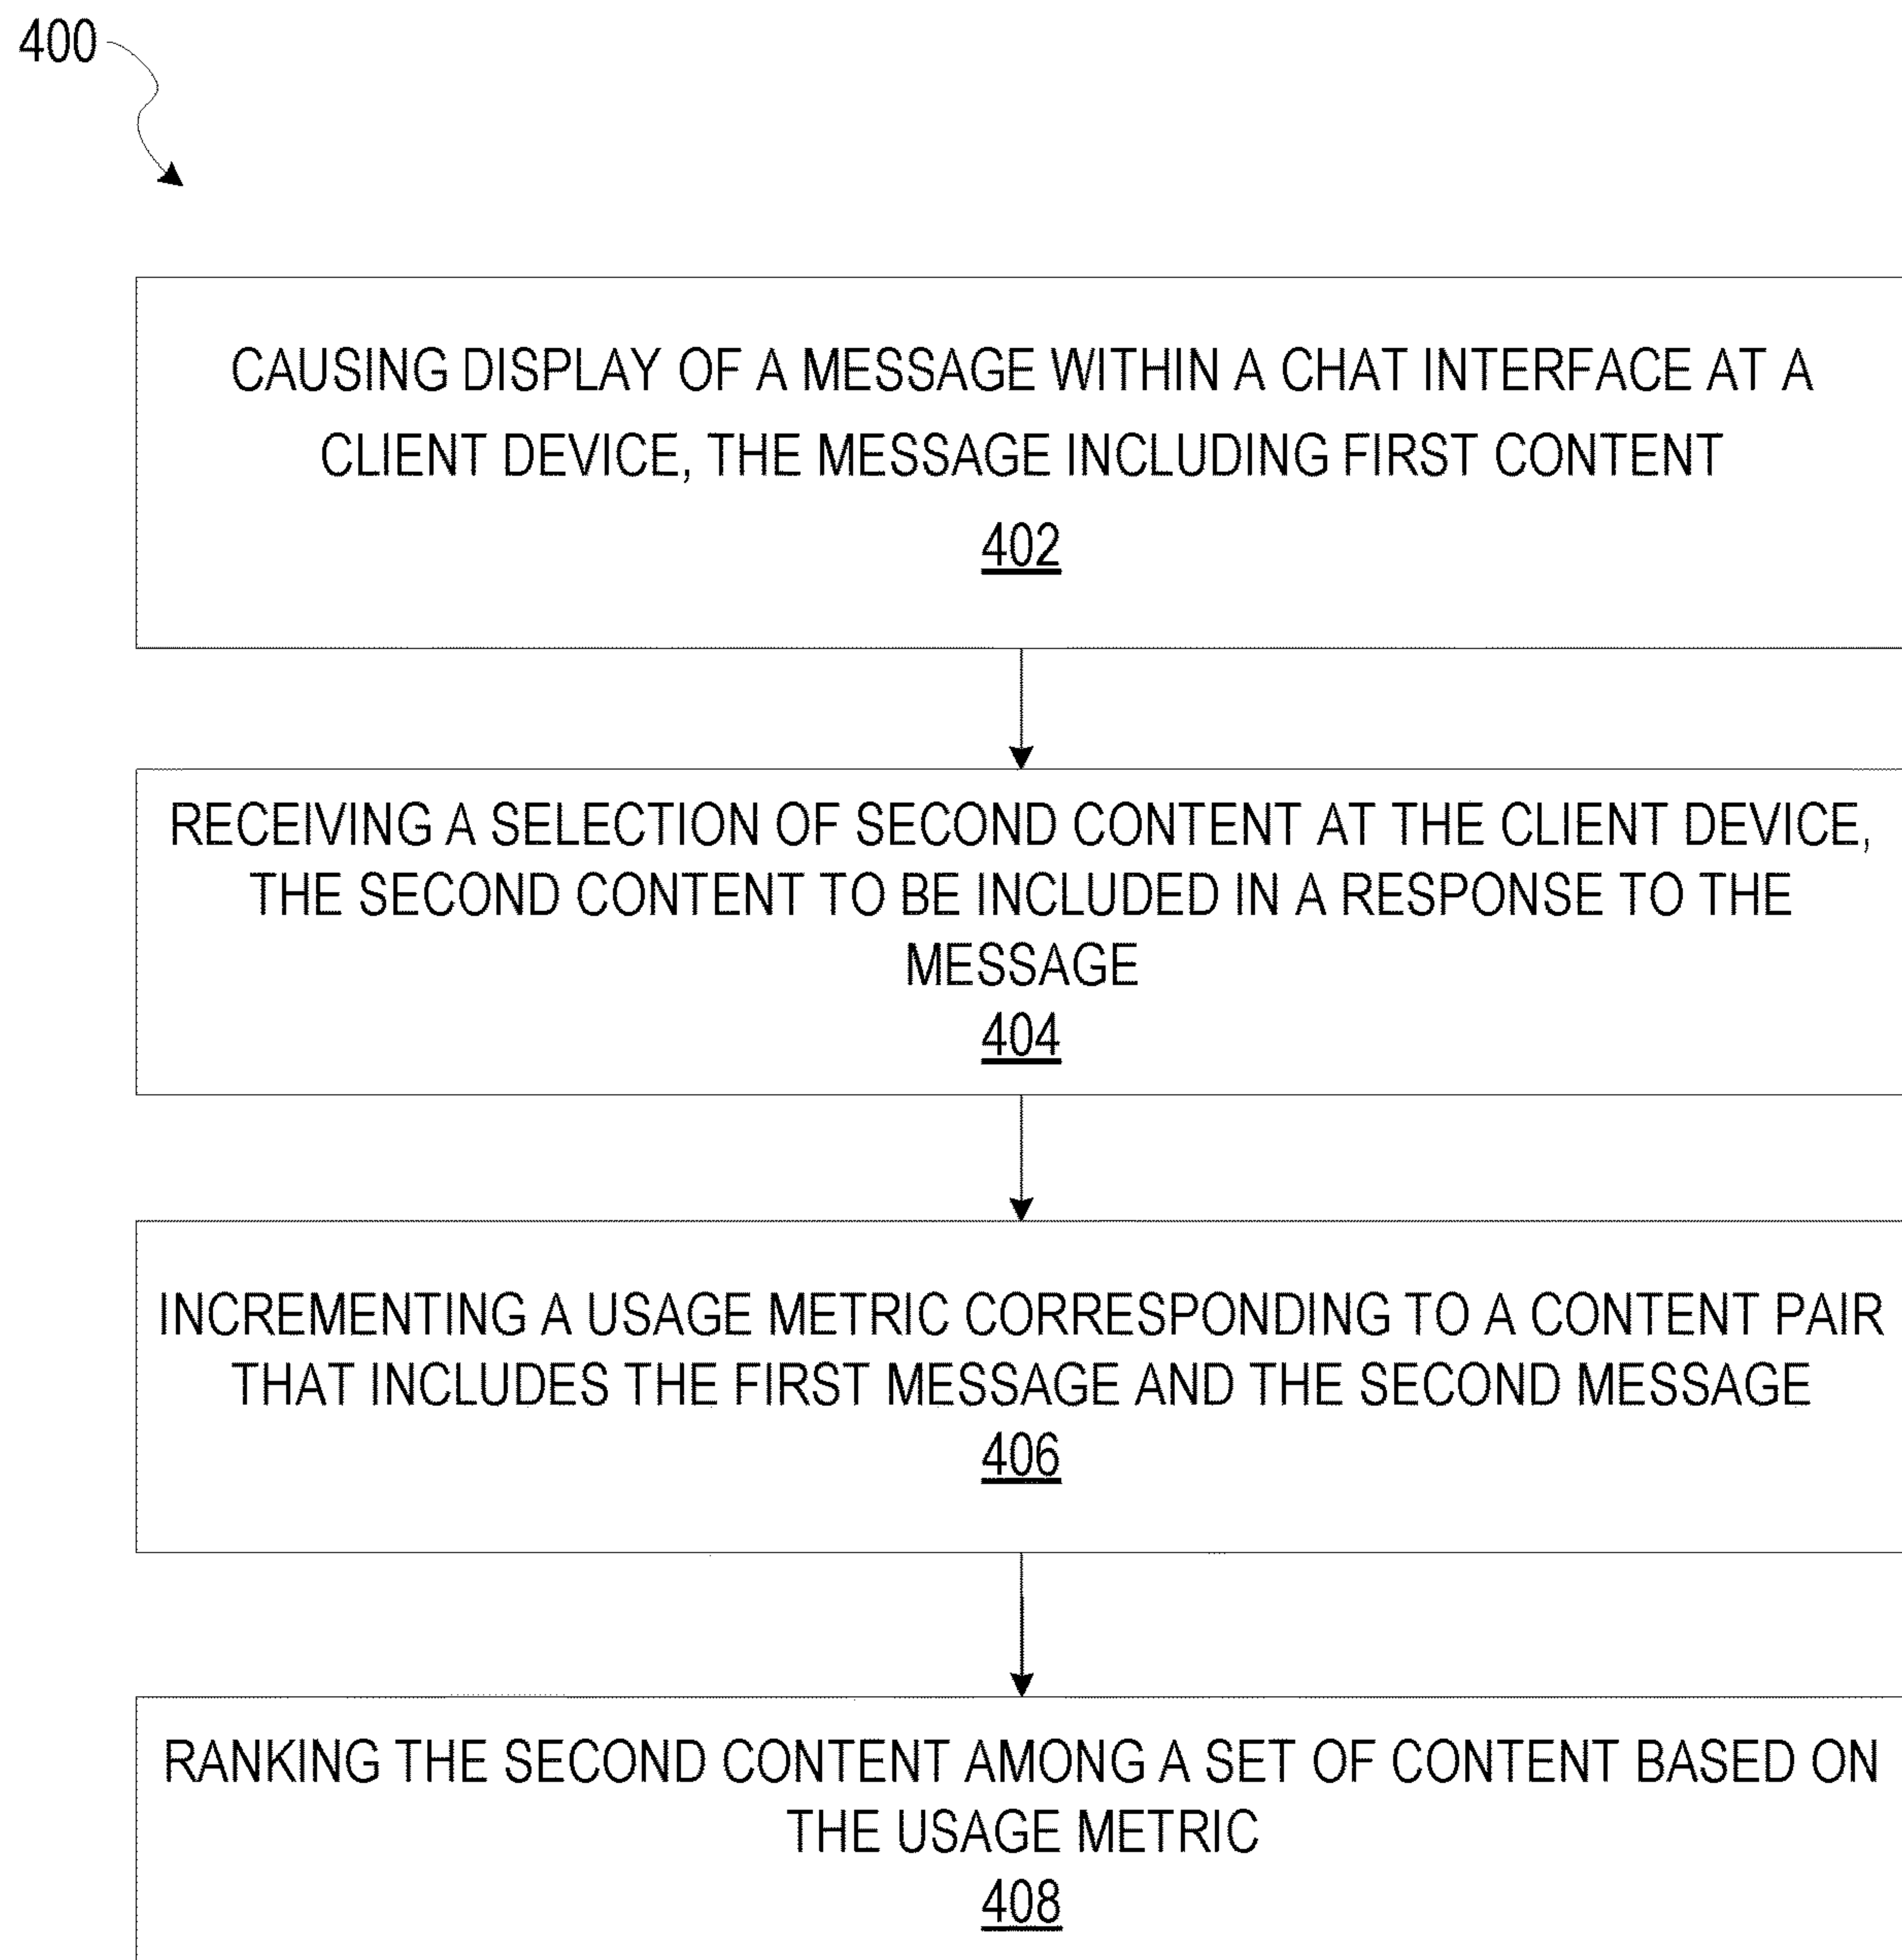 400
CAUSING DISPLAY OF A MESSAGE WITHIN A CHAT INTERFACE AT A
CLIENT DEVICE, THE MESSAGE INCLUDING FIRST CONTENT
402
RECEIVING A SELECTION OF SECOND CONTENT AT THE CLIENT DEVICE,
THE SECOND CONTENT TO BE INCLUDED IN A RESPONSE TO THE
MESSAGE
404
INCREMENTING A USAGE METRIC CORRESPONDING TO A CONTENT PAIR
THAT INCLUDES THE FIRST MESSAGE AND THE SECOND MESSAGE
406
RANKING THE SECOND CONTENT AMONG A SET OF CONTENT BASED ON
THE USAGE METRIC
408